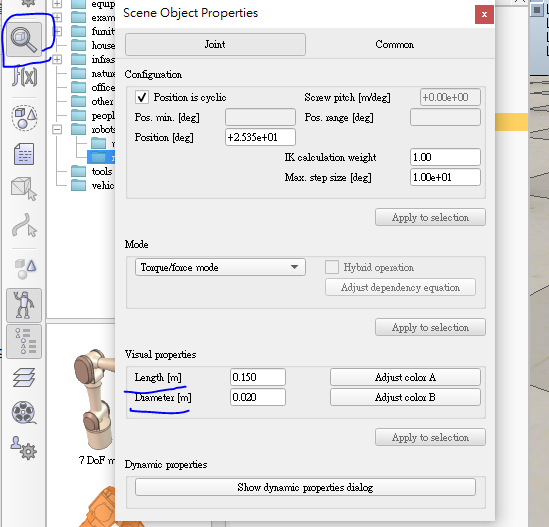 Scene Object Properties
x
Joint
Common
Configuration
Position is cyclic
Screw pitch [m/deg]
+0.00e+00
Pos. min. [deg]
Pos. range [deg]
Position [deg]
+2.535e+01
IK calculation weight
1.00
Max. step size [deg]
1.00e+01
Apply to selection
Mode
Torque/force mode
Hybrid operation
Adjust dependency equation
Apply to selection
Visual properties
Length [m]
0.150
Adjust color A
Diameter [m]
0.020
Adjust color B
Apply to selection
Dynamic properties
Show dynamic properties dialog
f(x)
equip
exam
furnit
house
infras
nature
office
other
peopl
robots
tools
vehic
7 DoF m